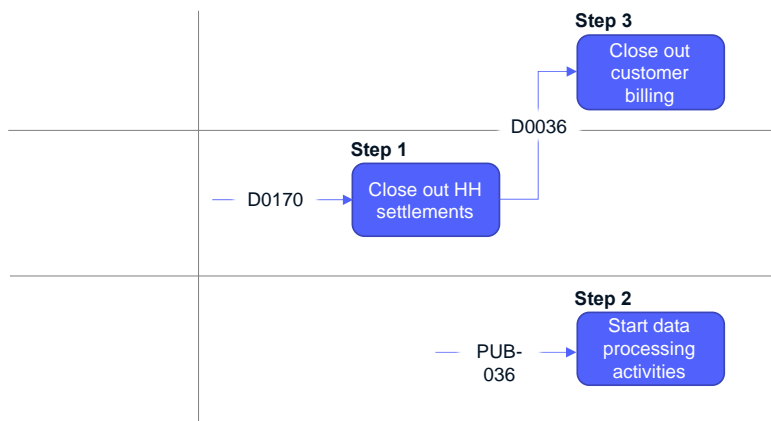 Step 3
Close out
customer
billing
D0036
Step 1
D0170
Close out HH
settlements
Step 2
PUB-
036
Start data
processing
activities